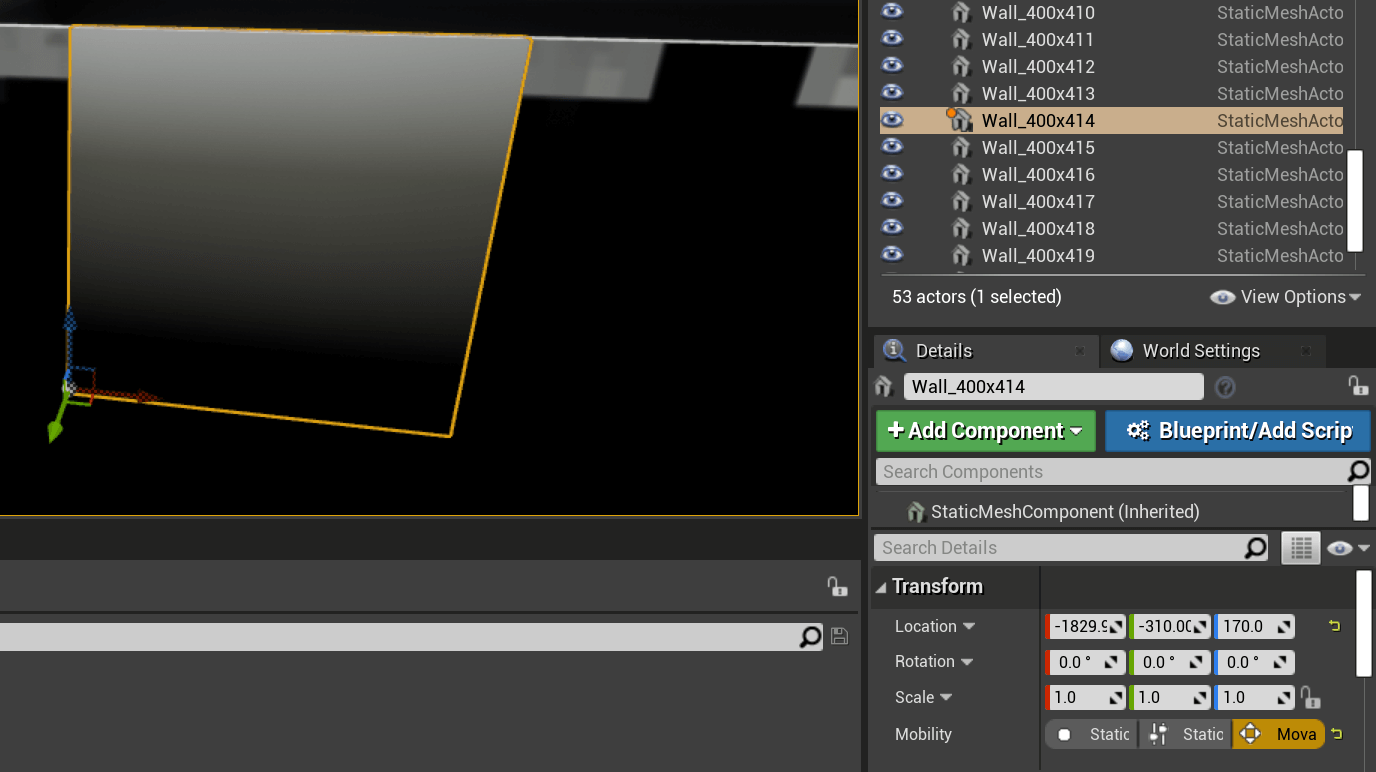 Wall_400x410 StaticMeshActo
Wall_400x411 StaticMeshActo
Wall_400x412 StaticMeshActo
Wall_400x413 StaticMeshActo
Wall_400x414 StaticMeshActo
Wall_400x415 StaticMeshActo
Wall_400x416 StaticMeshActo
Wall_400x417 StaticMeshActo
Wall_400x418 StaticMeshActo
Wall_400x419 StaticMeshActo
53 actors (1 selected) View Options
Details World Settings
Wall_400x414
+ Add Component Blueprint/Add Scrip
Search Components
StaticMeshComponent (Inherited)
Search Details
Transform
Location -1829.9 -310.00 170.0
Rotation 0.0 ° 0.0 ° 0.0 °
Scale 1.0 1.0 1.0
Mobility Static Static Mova